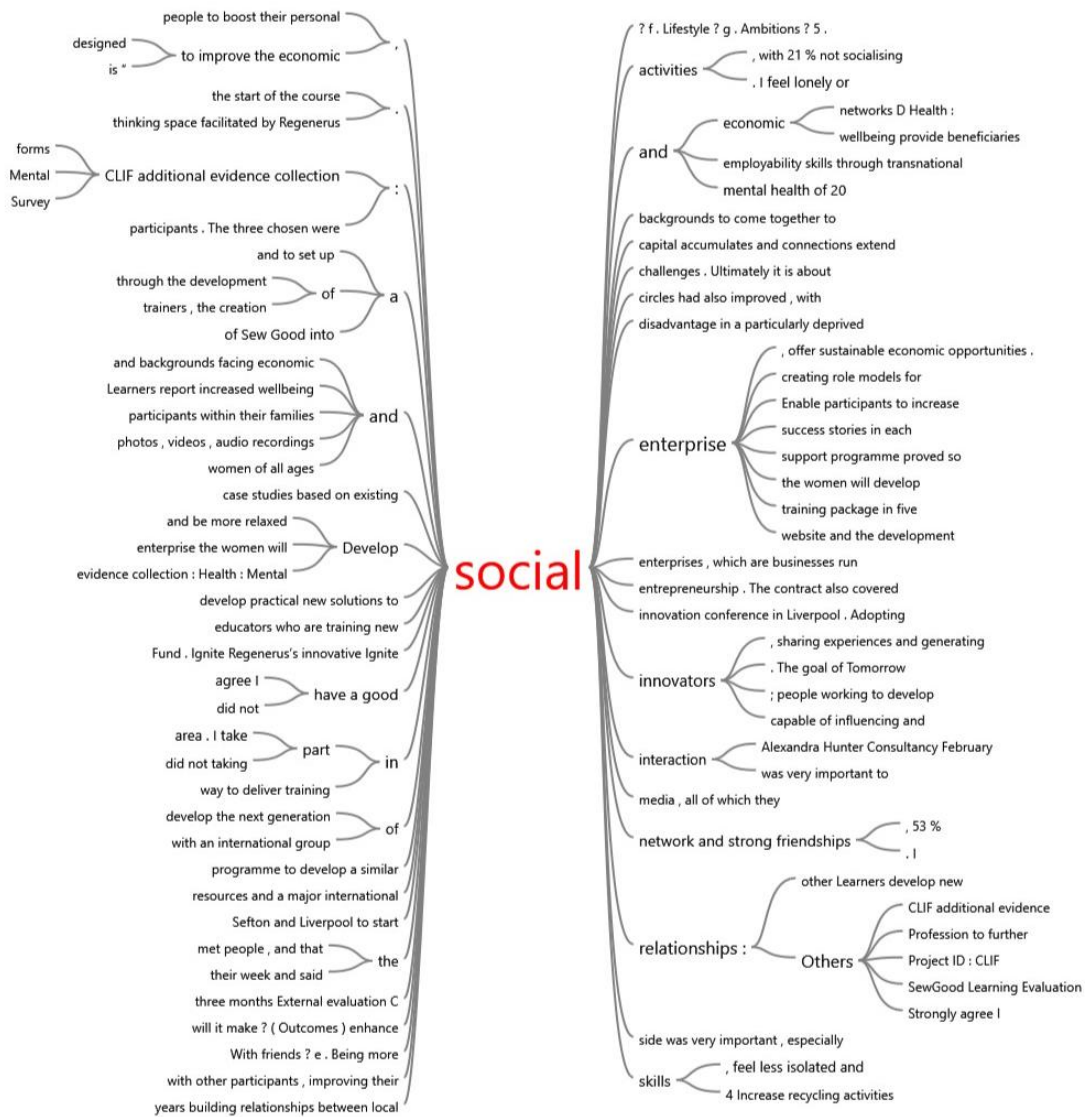 people to boost their personal
designed
is "
to improve the economic
,
the start of the course
thinking space facilitated by Regenerus
.
forms
Mental
Survey
CLIF additional evidence collection
participants . The three chosen were
:
and to set up
through the development
trainers , the creation
of
of Sew Good into
a
and backgrounds facing economic
Learners report increased wellbeing
participants within their families
photos , videos , audio recordings
women of all ages
and
case studies based on existing
and be more relaxed
enterprise the women will
evidence collection : Health : Mental
Develop
develop practical new solutions to
educators who are training new
Fund . Ignite Regenerus's innovative Ignite
agree I
did not
have a good
area . I take
did not taking
part
way to deliver training
in
develop the next generation
with an international group
of
programme to develop a similar
resources and a major international
Sefton and Liverpool to start
met people , and that
their week and said
the
three months External evaluation C
will it make ? ( Outcomes ) enhance
With friends ? e . Being more
with other participants , improving their
years building relationships between local
social
? f . Lifestyle ? g . Ambitions ? 5 .
activities
, with 21 % not socialising
. I feel lonely or
and
economic
networks D Health :
wellbeing provide beneficiaries
employability skills through transnational
mental health of 20
backgrounds to come together to
capital accumulates and connections extend
challenges . Ultimately it is about
circles had also improved , with
disadvantage in a particularly deprived
enterprise
, offer sustainable economic opportunities .
creating role models for
Enable participants to increase
success stories in each
support programme proved so
the women will develop
training package in five
website and the development
enterprises , which are businesses run
entrepreneurship . The contract also covered
innovation conference in Liverpool . Adopting
innovators
, sharing experiences and generating
. The goal of Tomorrow
; people working to develop
capable of influencing and
interaction
Alexandra Hunter Consultancy February
was very important to
media , all of which they
network and strong friendships
, 53 %
. I
relationships :
other Learners develop new
Others
CLIF additional evidence
Profession to further
Project ID : CLIF
SewGood Learning Evaluation
Strongly agree I
side was very important , especially
skills
, feel less isolated and
4 Increase recycling activities